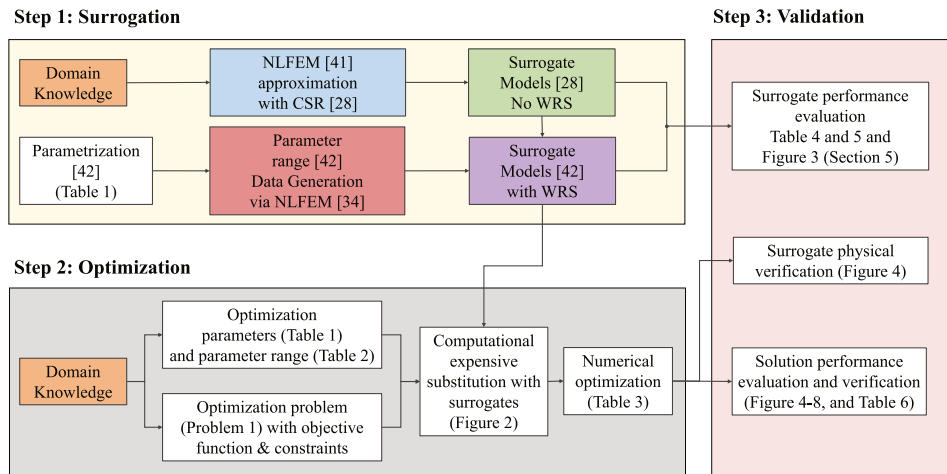 Step 1: Surrogation
Domain
Knowledge
NLFEM [41]
approximation
with CSR [28]
Surrogate
Models [28]
No WRS
Parametrization
[42]
(Table 1)
Parameter
range [42]
Data Generation
via NLFEM [34]
Surrogate
Models [42]
with WRS
Step 2: Optimization
Domain
Knowledge
Optimization
parameters (Table 1)
and parameter range (Table 2)
Optimization problem
(Problem 1) with objective
function & constraints
Computational
expensive
substitution with
surrogates
(Figure 2)
Numerical
optimization
(Table 3)
Step 3: Validation
Surrogate performance
evaluation
Table 4 and 5 and
Figure 3 (Section 5)
Surrogate physical
verification (Figure 4)
Solution performance
evaluation and verification
(Figure 4-8, and Table 6)